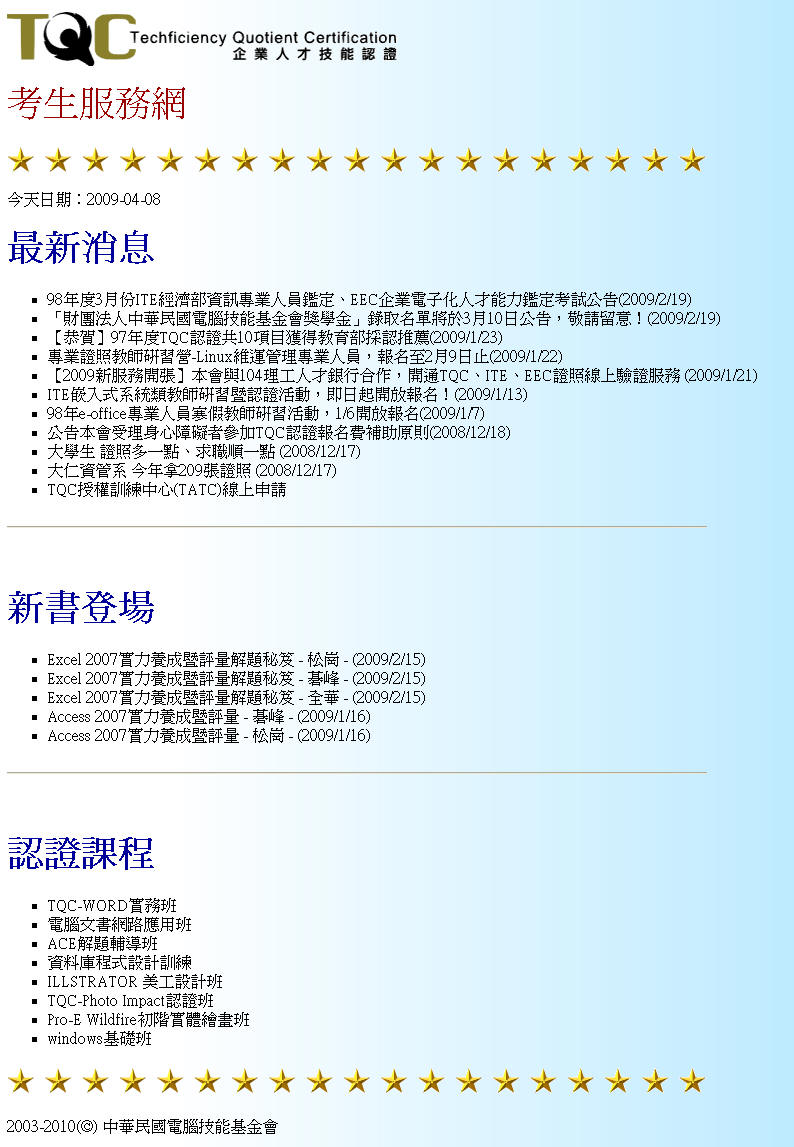 TQC Techficiency Quotient Certification
企業人才技能認證
考生服務網
今天日期：2009-04-08
最新消息
98年度3月份ITE經濟部資訊專業人員鑑定、EEC企業電子化人才能力鑑定考試公告(2009/2/19)
「財團法人中華民國電腦技能基金會獎學金」錄取名單將於3月10日公告，敬請留意！(2009/2/19)
［恭賀］97年度TQC認證共10項目獲得教育部採認推薦(2009/1/23)
專業證照教師研習營-Linux維運管理專業人員，報名至2月9日止(2009/1/22)
［2009新服務開張］本會與104理工人才銀行合作，開通TQC、ITE、EEC證照線上驗證服務 (2009/1/21)
ITE嵌入式系統類教師研習暨認證活動，即日起開放報名！(2009/1/13)
98年e-office專業人員寒假教師研習活動，1/6開放報名(2009/1/7)
公告本會受理身心障礙者參加TQC認證報名費補助原則(2008/12/18)
大學生 證照多一點、求職順一點 (2008/12/17)
大仁資管系 今年拿209張證照 (2008/12/17)
TQC授權訓練中心(TATC)線上申請
新書登場
Excel 2007實力養成暨評量解題秘笈 - 松崗 - (2009/2/15)
Excel 2007實力養成暨評量解題秘笈 - 碁峰 - (2009/2/15)
Excel 2007實力養成暨評量解題秘笈 - 全華 - (2009/2/15)
Access 2007實力養成暨評量 - 碁峰 - (2009/1/16)
Access 2007實力養成暨評量 - 松崗 - (2009/1/16)
認證課程
TQC-WORD實務班
電腦文書網路應用班
ACE解題輔導班
資料庫程式設計訓練
ILLSTRATOR 美工設計班
TQC-Photo Impact認證班
Pro-E Wildfire初階實體繪畫班
windows基礎班
2003-2010(©) 中華民國電腦技能基金會